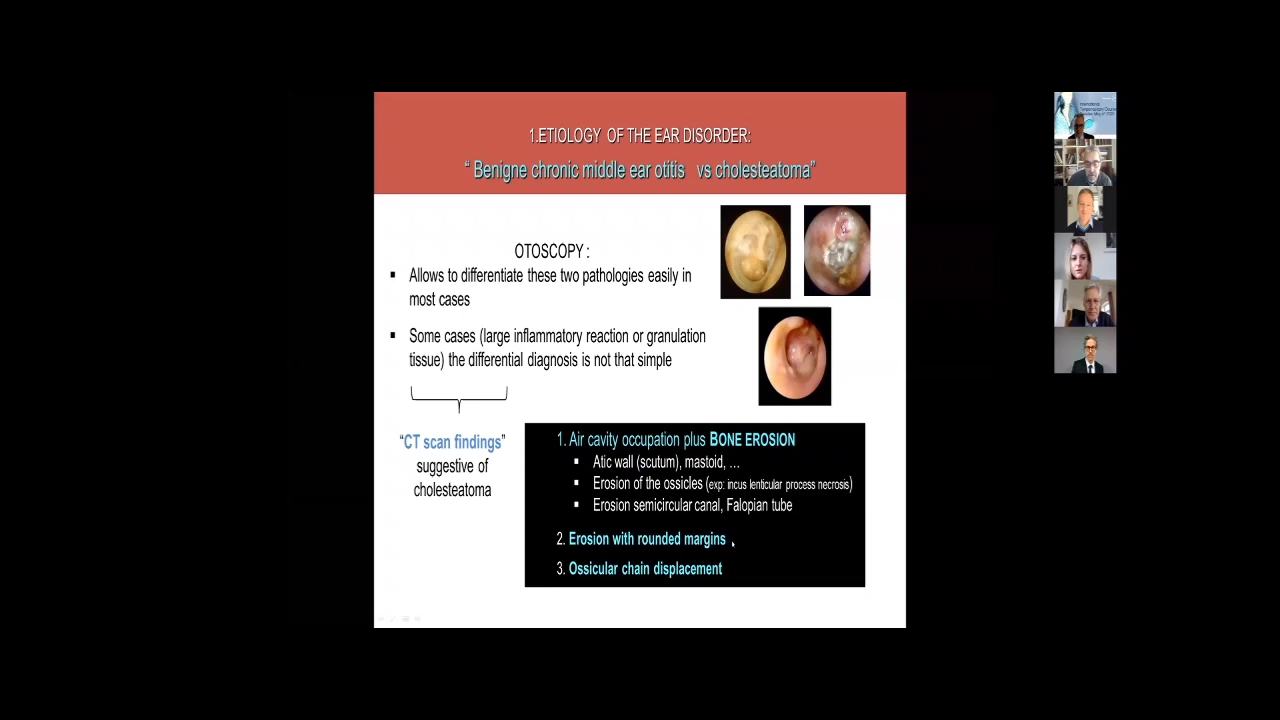 1.ETIOLOGY OF THE EAR DISORDER:
“ Benigne chronic middle ear otitis vs cholesteatoma”
OTOSCOPY :
▪ Allows to differentiate these two pathologies easily in
most cases
▪ Some cases (large inflammatory reaction or granulation
tissue) the differential diagnosis is not that simple
“CT scan findings”
suggestive of
cholesteatoma
1. Air cavity occupation plus BONE EROSION
▪ Atic wall (scutum), mastoid, …
▪ Erosion of the ossicles (exp: incus lenticular process necrosis)
▪ Erosion semicircular canal, Falopian tube
2. Erosion with rounded margins
3. Ossicular chain displacement
International